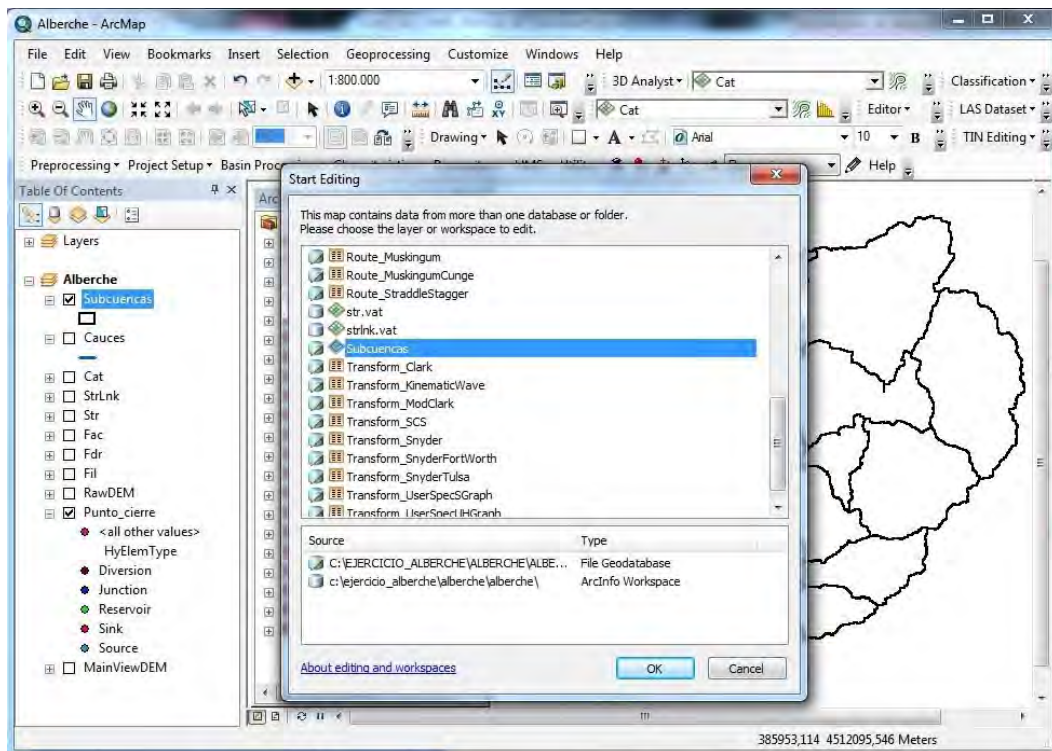 Alberche - ArcMap
File Edit View Bookmarks Insert Selection Geoprocessing Customize Windows Help
1:800.000 3D Analyst Cat Classification
Cat Editor LAS Dataset
Drawing A Arial 10 B TIN Editing
Preprocessing Project Setup Help
Table Of Contents
Layers
Alberche
Subcuencas
Cauces
Cat
StrLnk
Str
Fac
Fdr
Fil
RawDEM
Punto_cierre
<all other values>
HyElemType
Diversion
Junction
Reservoir
Sink
Source
MainViewDEM
Start Editing
This map contains data from more than one database or folder.
Please choose the layer or workspace to edit.
Route_Muskingum
Route_MuskingumCunge
Route_StraddleStagger
str.vat
strlnk.vat
Subcuencas
Transform_Clark
Transform_KinematicWave
Transform_ModClark
Transform_SCS
Transform_Snyder
Transform_SnyderFortWorth
Transform_SnyderTulsa
Transform_UserSpecSGraph
Transform_UserSpecUHGraph
Source Type
C:\EJERCICIO_ALBERCHE\ALBERCHE\ALBE... File Geodatabase
c:\ejercicio_alberche\alberche\alberche\ ArcInfo Workspace
About editing and workspaces
OK Cancel
385953,114 4512095,546 Meters